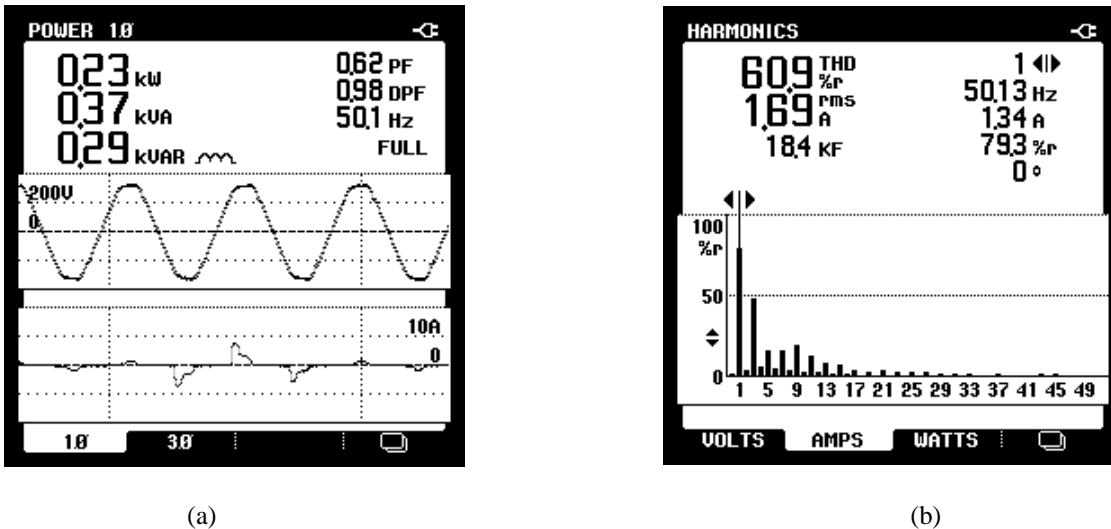 POWER 1.Ø
0.23 kW
0.37 kVA
0.29 kVAR
0.62 PF
0.98 DPF
50.1 Hz
FULL
200V
0
10A
0
1.Ø 3.Ø
(a)
HARMONICS
60.9 THD %r
1.69 rms A
18.4 KF
1
50.13 Hz
1.34 A
79.3 %r
0 °
100
%r
50
0
1 5 9 13 17 21 25 29 33 37 41 45 49
VOLTS AMPS WATTS
(b)